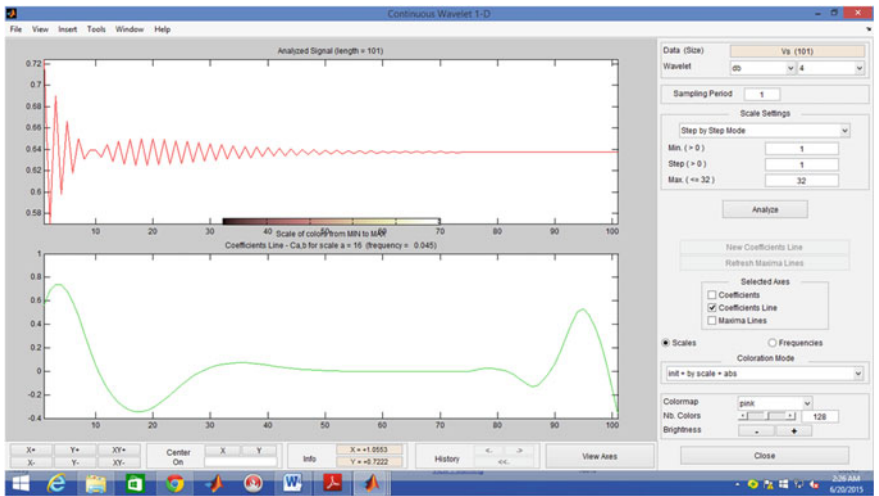 Continuous Wavelet 1-D
File View Insert Tools Window Help
Analyzed Signal (length = 101)
0.72
0.7
0.68
0.66
0.64
0.62
0.6
0.58
10 20 30 40 50 60 70 80 90 100
Scale of colors from MIN to MAX
Coefficients Line - Ca,b for scale a = 16 (frequency = 0.045)
1
0.8
0.6
0.4
0.2
0
-0.2
-0.4
10 20 30 40 50 60 70 80 90 100
Data (Size) Vs (101)
Wavelet db 4
Sampling Period 1
Scale Settings
Step by Step Mode
Min. ( > 0 ) 1
Step ( > 0 ) 1
Max. ( <= 32 ) 32
Analyze
New Coefficients Line
Refresh Maxima Lines
Selected Axes
Coefficients
Coefficients Line
Maxima Lines
Scales Frequencies
Coloration Mode
init + by scale + abs
Colormap pink
Nb. Colors 128
Brightness - +
X+ Y+ XY+
X- Y- XY-
Center On X Y
Info X = +1.0553
Y = +0.7222
History <- -> <<-
View Axes
Close
2:26 AM
6/20/2015